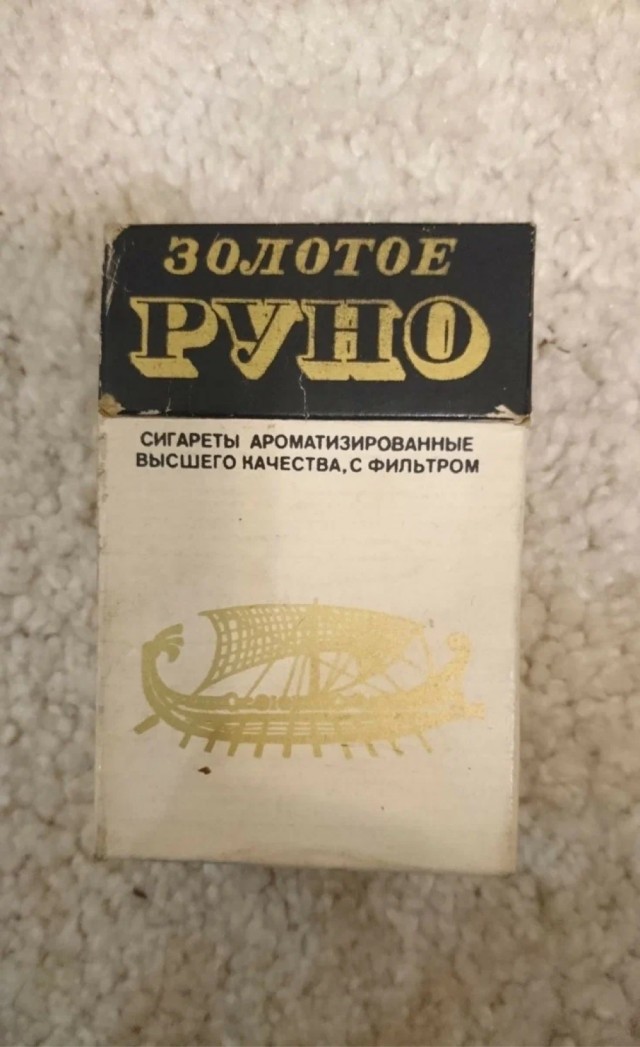 ЗОЛОТОЕ
РУНО
СИГАРЕТЫ АРОМАТИЗИРОВАННЫЕ
ВЫСШЕГО КАЧЕСТВА, С ФИЛЬТРОМ